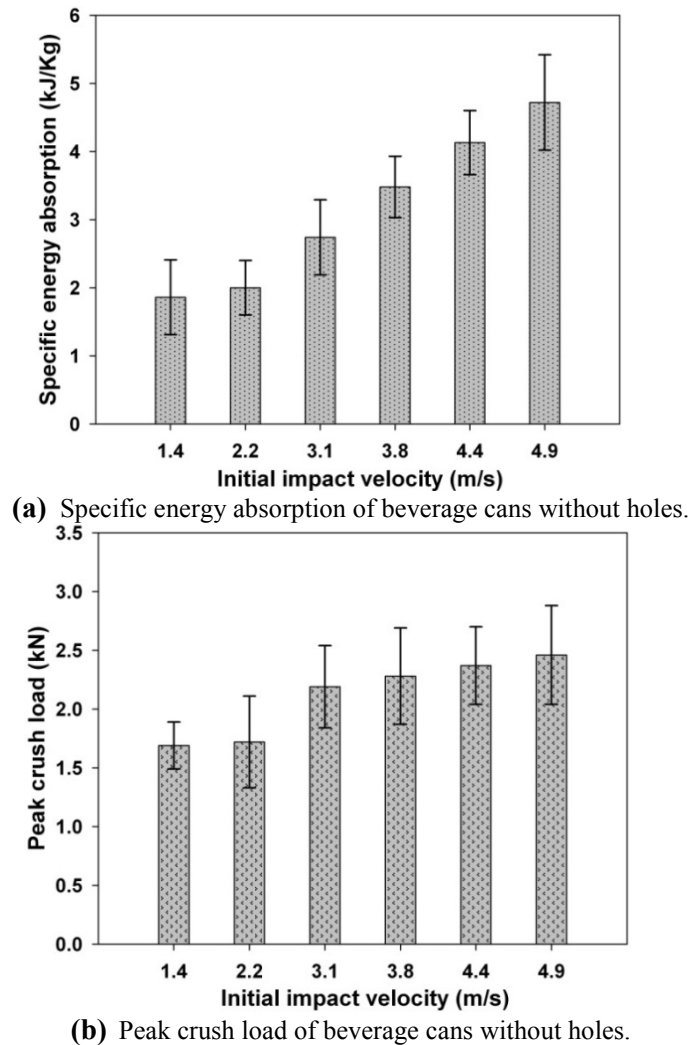 Specific energy absorption (kJ/Kg)
6
5
4
3
2
1
0
1.4 2.2 3.1 3.8 4.4 4.9
Initial impact velocity (m/s)
(a) Specific energy absorption of beverage cans without holes.
Peak crush load (kN)
3.5
3.0
2.5
2.0
1.5
1.0
0.5
0.0
1.4 2.2 3.1 3.8 4.4 4.9
Initial impact velocity (m/s)
(b) Peak crush load of beverage cans without holes.